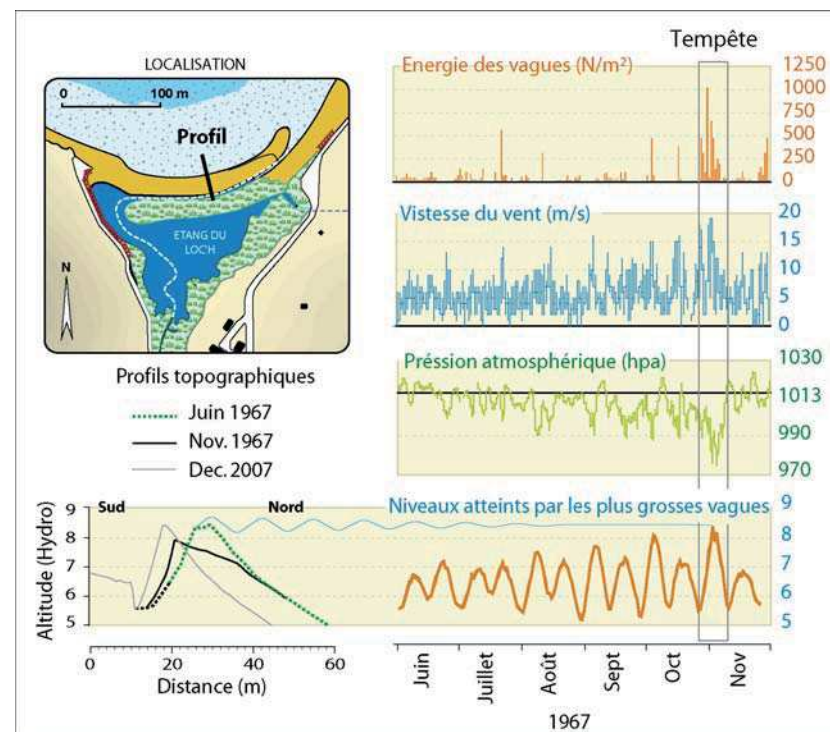 LOCALISATION
0 100 m
Profil
ETANG DU
LOC'H
N
Profils topographiques
Juin 1967
Nov. 1967
Dec. 2007
Tempête
Energie des vagues (N/m²)
1250
1000
750
500
250
0
Vistesse du vent (m/s)
20
15
10
5
0
Préssion atmosphérique (hpa)
1030
1013
990
970
Niveaux atteints par les plus grosses vagues
9
8
7
6
5
Altitude (Hydro)
9
8
7
6
5
Sud Nord
0 20 40 60
Distance (m)
Juin
Juillet
Août
Sept
Oct
Nov
1967